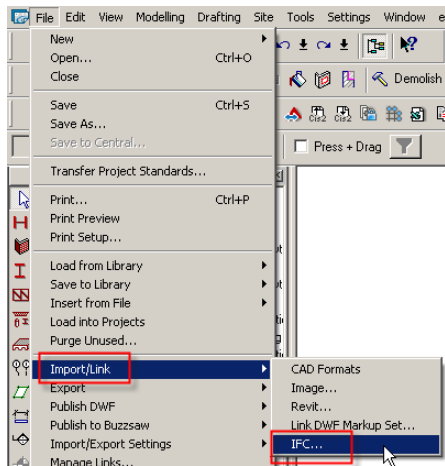 File Edit View Modelling Drafting Site Tools Settings Window
New
Open... Ctrl+O
Close
Demolish
Save Ctrl+S
Save As...
Save to Central...
Cis2 Cis2
Press + Drag
Transfer Project Standards...
Print... Ctrl+P
Print Preview
Print Setup...
Load from Library
Save to Library
Insert from File
Load into Projects
Purge Unused...
Import/Link
Export
Publish DWF
Publish to Buzzsaw
Import/Export Settings
Manage Links...
CAD Formats
Image...
Revit...
Link DWF Markup Set...
IFC...